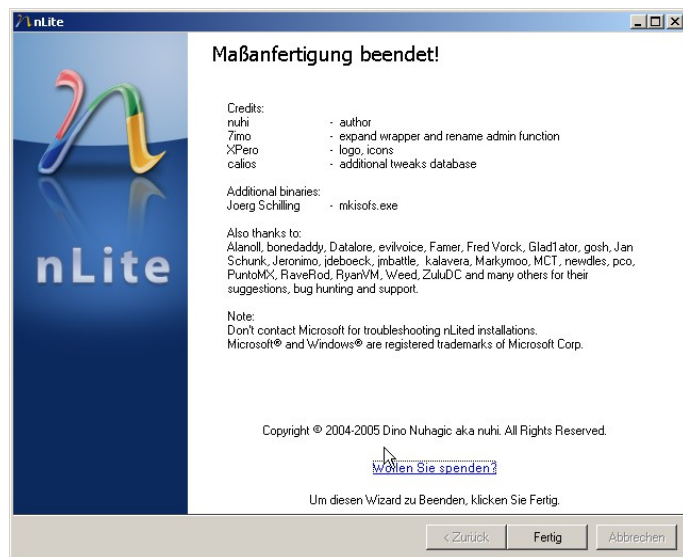 nLite
Maßanfertigung beendet!
Credits:
nuhi - author
7imo - expand wrapper and rename admin function
XPero - logo, icons
calios - additional tweaks database
Additional binaries:
Joerg Schilling - mkisofs.exe
Also thanks to:
Alanoll, bonedaddy, Datalore, evilvoice, Famer, Fred Vorck, Glad1ator, gosh, Jan
Schunk, Jeronimo, jdeboeck, jmbattle, kalavera, Markymoo, MCT, newdles, pco,
PuntoMX, RaveRod, RyanVM, Weed, ZuluDC and many others for their
suggestions, bug hunting and support.
Note:
Don't contact Microsoft for troubleshooting nLited installations.
Microsoft® and Windows® are registered trademarks of Microsoft Corp.
nLite
Copyright © 2004-2005 Dino Nuhagic aka nuhi. All Rights Reserved.
Wollen Sie spenden?
Um diesen Wizard zu Beenden, klicken Sie Fertig.
< Zurück Fertig Abbrechen